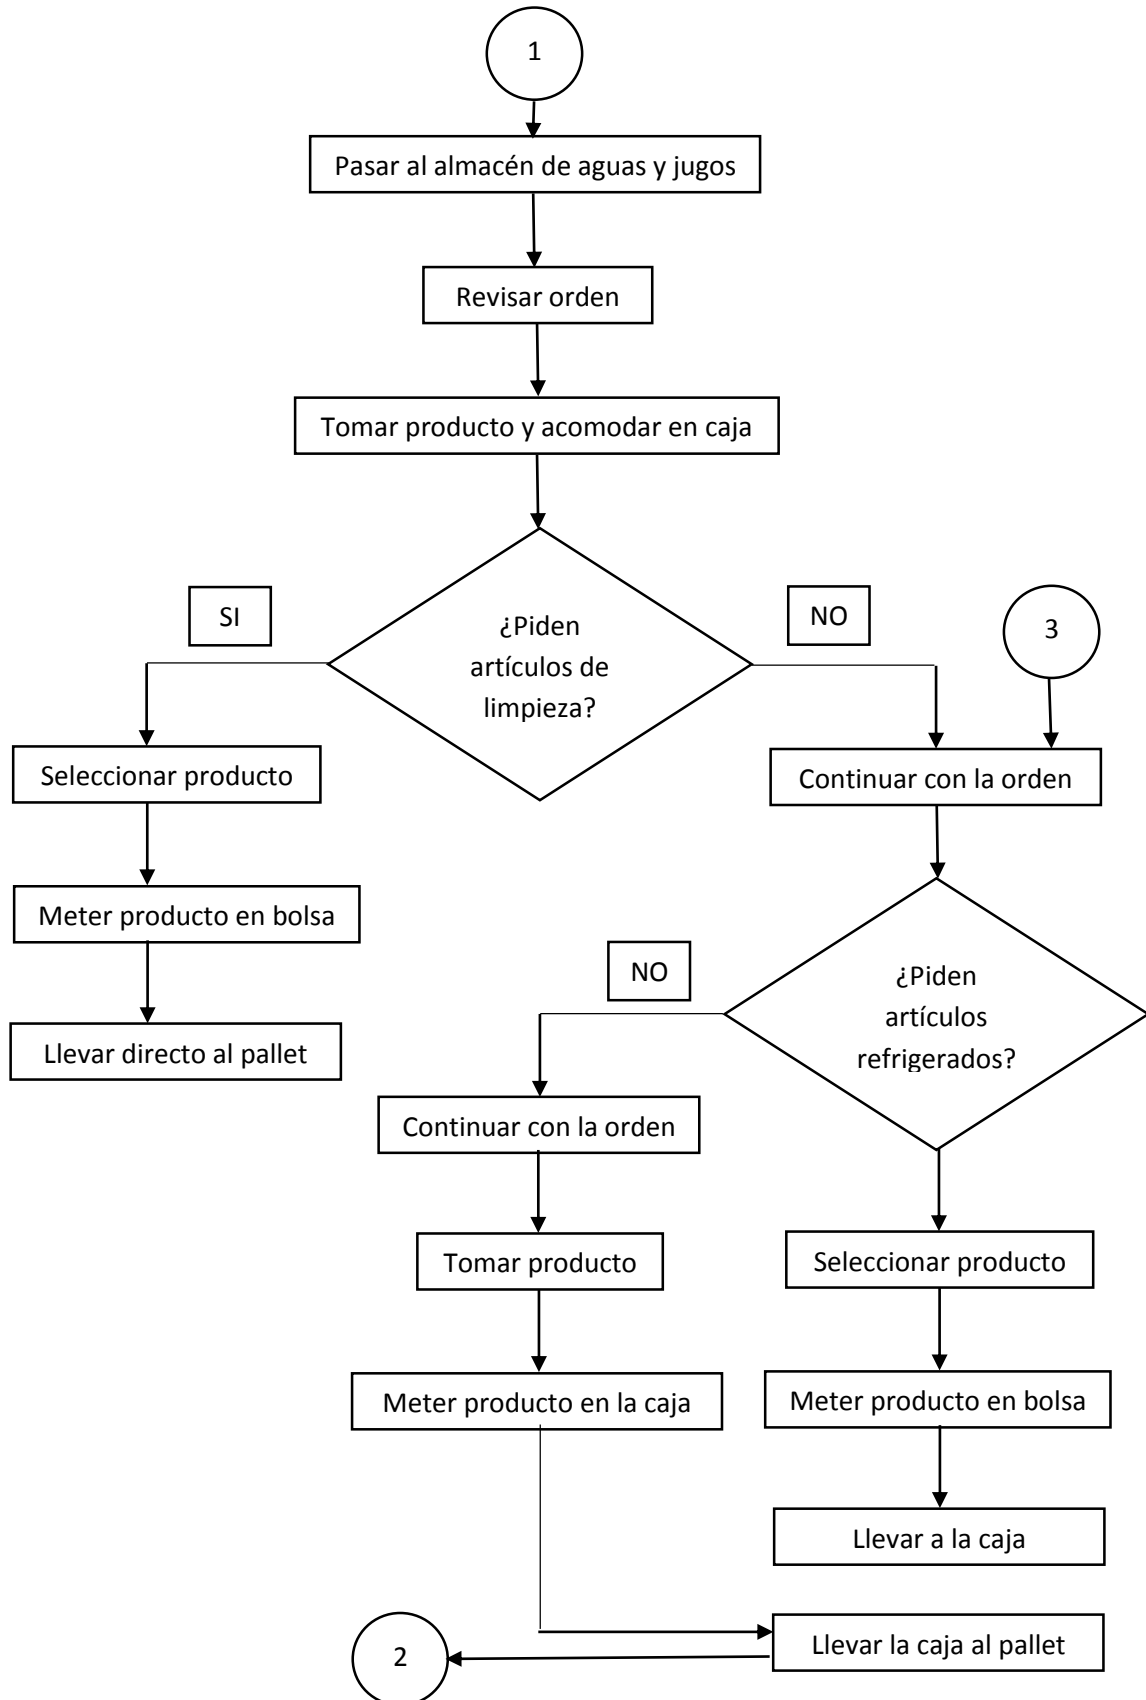 1
Pasar al almacén de aguas y jugos
Revisar orden
Tomar producto y acomodar en caja
SI
¿Piden
artículos de
limpieza?
NO
3
Seleccionar producto
Continuar con la orden
Meter producto en bolsa
Llevar directo al pallet
NO
¿Piden
artículos
refrigerados?
Continuar con la orden
Tomar producto
Seleccionar producto
Meter producto en la caja
Meter producto en bolsa
Llevar a la caja
Llevar la caja al pallet
2